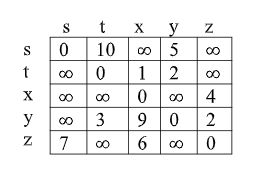 s t x y z
s 0 10 ∞ 5 ∞
t ∞ 0 1 2 ∞
x ∞ ∞ 0 ∞ 4
y ∞ 3 9 0 2
z 7 ∞ 6 ∞ 0